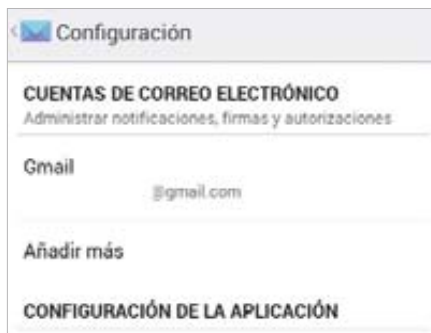 Configuración
CUENTAS DE CORREO ELECTRÓNICO
Administrar notificaciones, firmas y autorizaciones
Gmail
@gmail.com
Añadir más
CONFIGURACIÓN DE LA APLICACIÓN